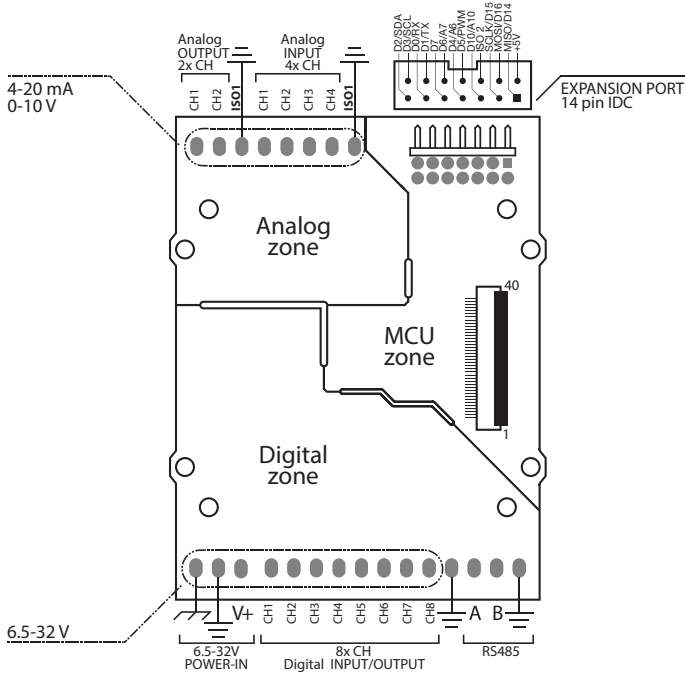 Analog
OUTPUT
2x CH
Analog
INPUT
4x CH
D2/SDA
D3/SCL
D0/RX
D1/TX
D7
D6/A7
D4/A6
D5/PWM
D10/A10
ISO 2
SCLK/D15
MOSI/D16
MISO/D14
+5V
4-20 mA
0-10 V
CH1
CH2
ISO1
CH1
CH2
CH3
CH4
ISO1
EXPANSION PORT
14 pin IDC
Analog
zone
40
MCU
zone
1
Digital
zone
6.5-32 V
V+
CH1
CH2
CH3
CH4
CH5
CH6
CH7
CH8
A
B
6.5-32V
POWER-IN
8x CH
Digital INPUT/OUTPUT
RS485